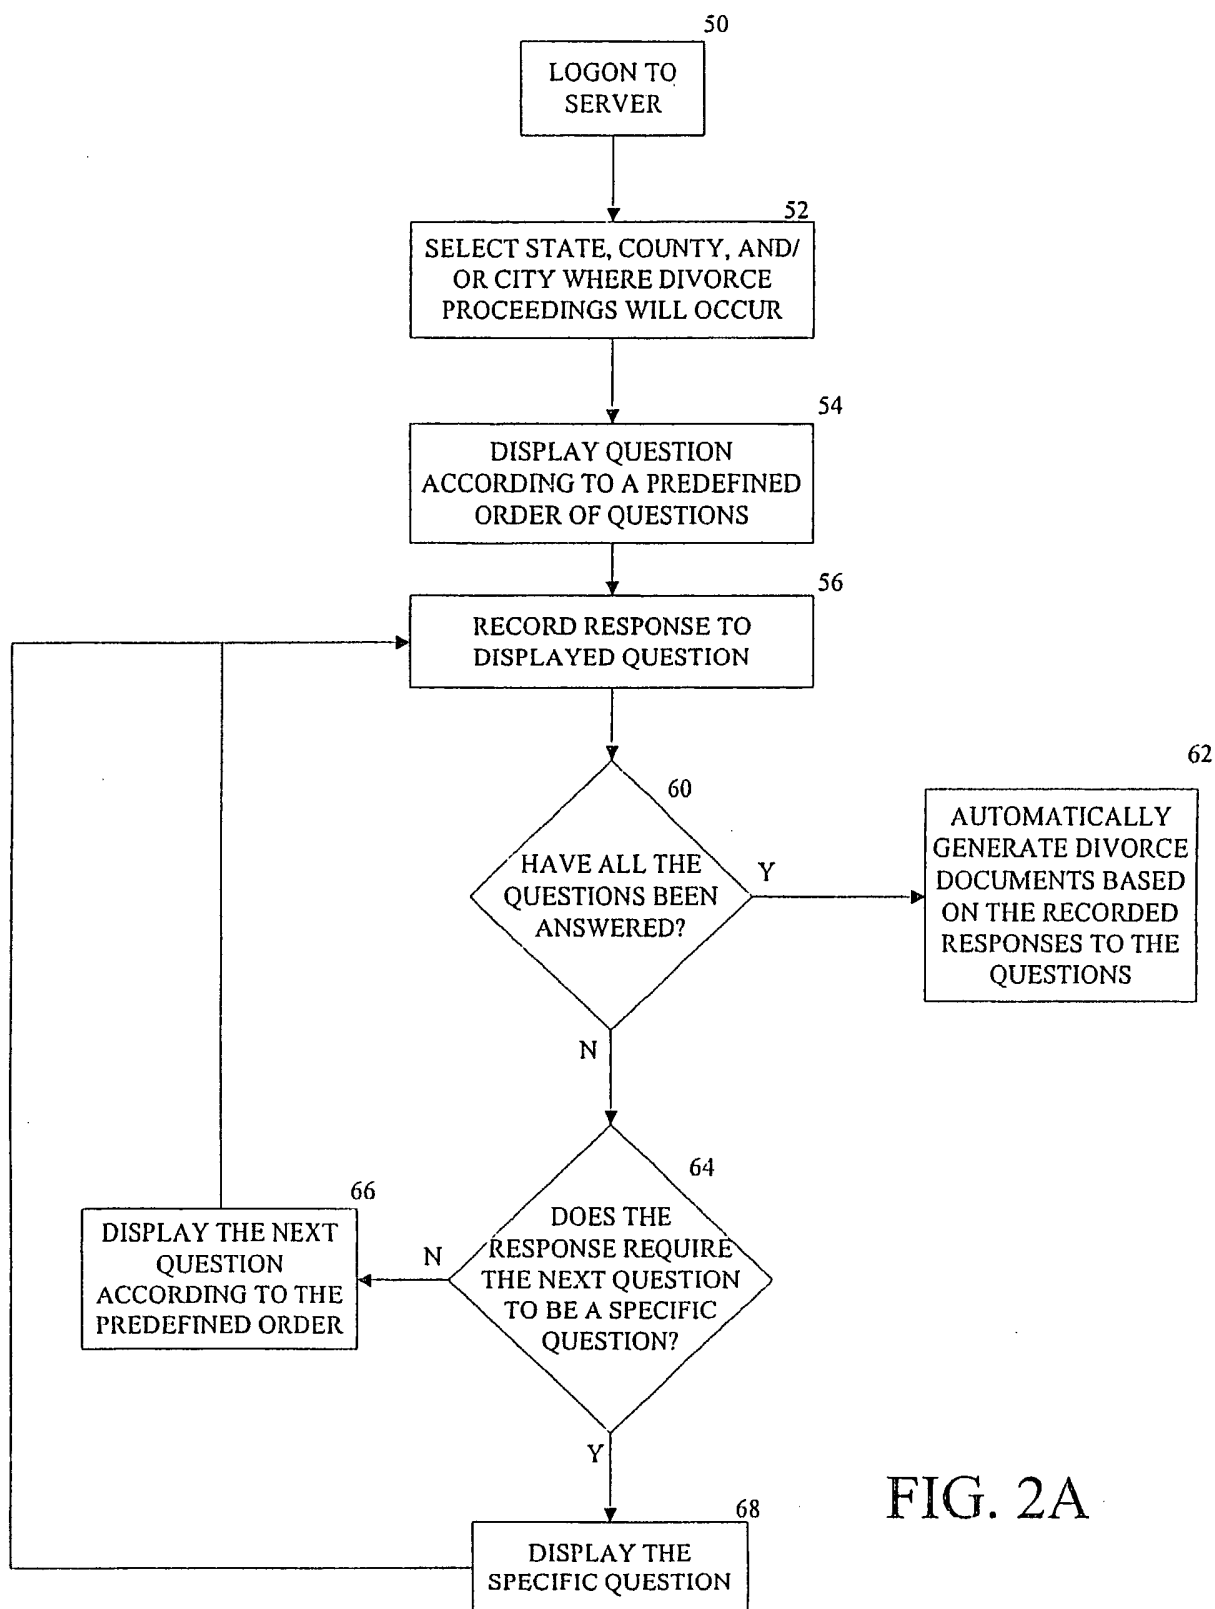 50
LOGON TO
SERVER
52
SELECT STATE, COUNTY, AND/
OR CITY WHERE DIVORCE
PROCEEDINGS WILL OCCUR
54
DISPLAY QUESTION
ACCORDING TO A PREDEFINED
ORDER OF QUESTIONS
56
RECORD RESPONSE TO
DISPLAYED QUESTION
60
HAVE ALL THE
QUESTIONS BEEN
ANSWERED?
Y
62
AUTOMATICALLY
GENERATE DIVORCE
DOCUMENTS BASED
ON THE RECORDED
RESPONSES TO THE
QUESTIONS
N
64
DOES THE
RESPONSE REQUIRE
THE NEXT QUESTION
TO BE A SPECIFIC
QUESTION?
N
66
DISPLAY THE NEXT
QUESTION
ACCORDING TO THE
PREDEFINED ORDER
Y
68
DISPLAY THE
SPECIFIC QUESTION
FIG. 2A